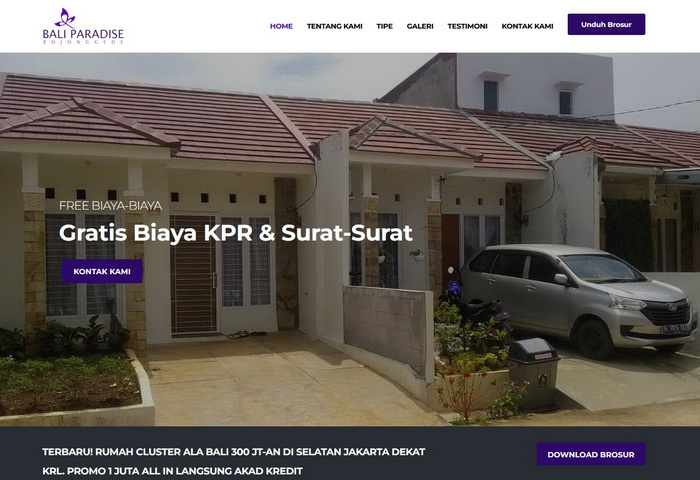 BALI PARADISE
BOJONGGEDE
HOME
TENTANG KAMI
TIPE
GALERI
TESTIMONI
KONTAK KAMI
Unduh Brosur
FREE BIAYA-BIAYA
Gratis Biaya KPR & Surat-Surat
KONTAK KAMI
TERBARU! RUMAH CLUSTER ALA BALI 300 JT-AN DI SELATAN JAKARTA DEKAT
KRL. PROMO 1 JUTA ALL IN LANGSUNG AKAD KREDIT
DOWNLOAD BROSUR